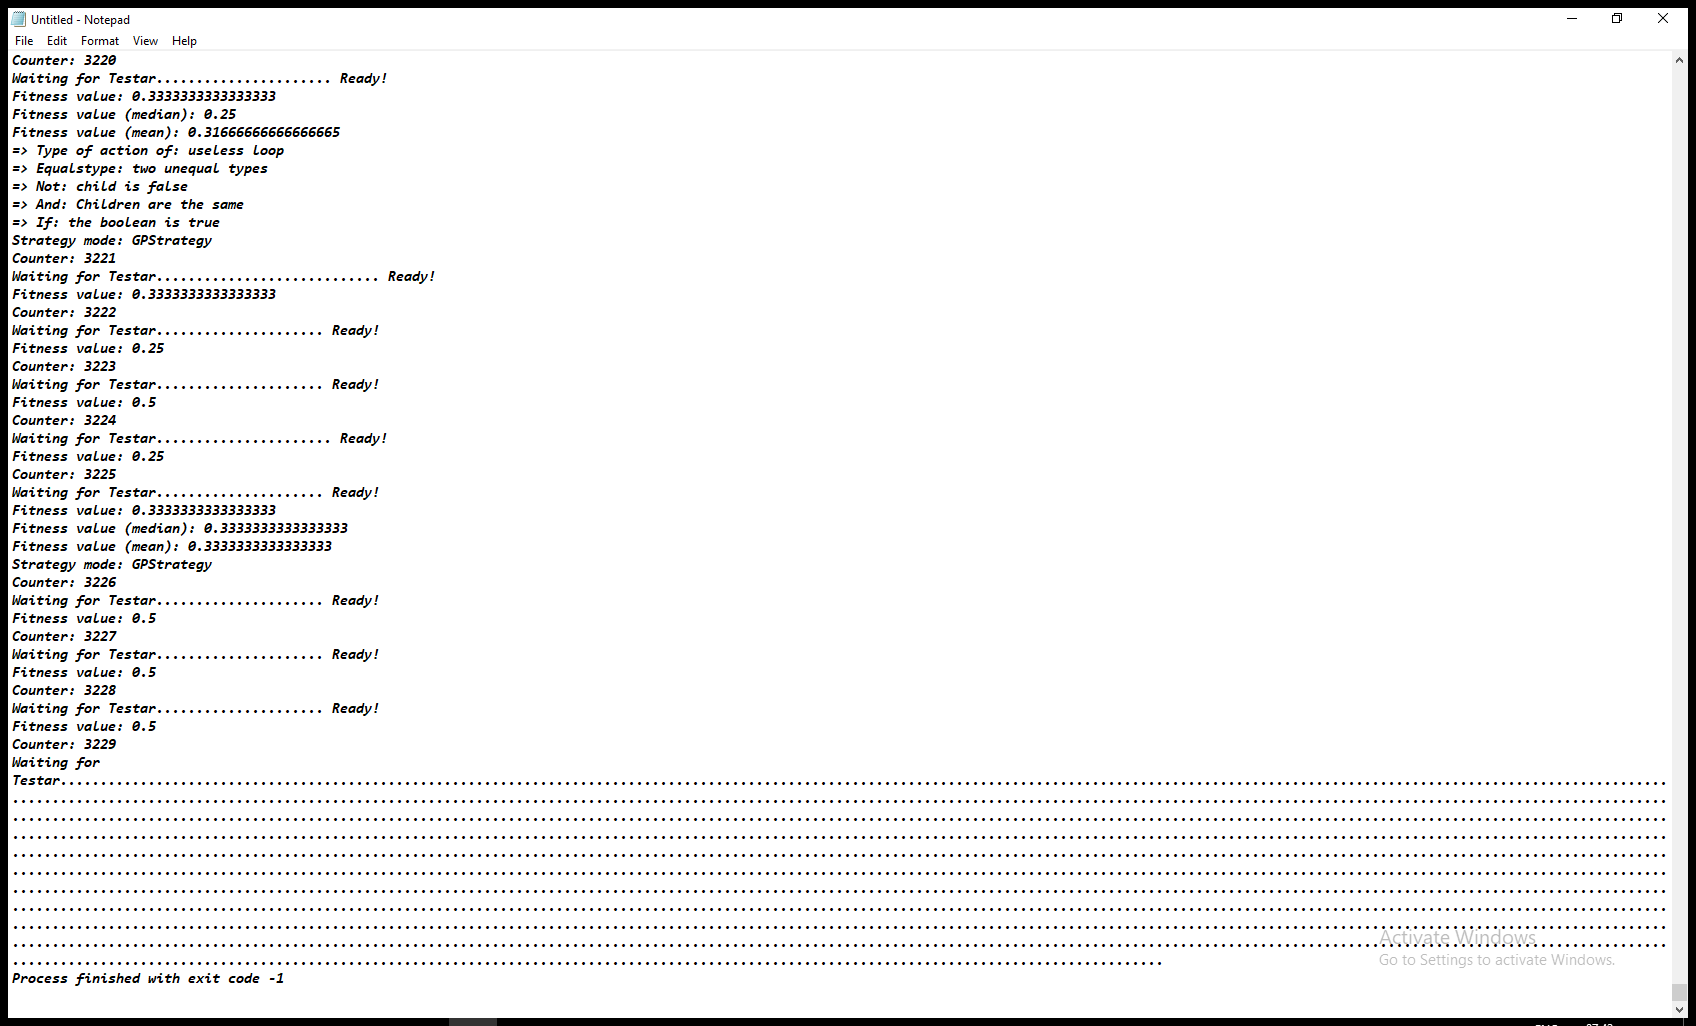 Untitled - Notepad
File Edit Format View Help
Counter: 3220
Waiting for Testar...................... Ready!
Fitness value: 0.3333333333333333
Fitness value (median): 0.25
Fitness value (mean): 0.31666666666666665
=> Type of action of: useless loop
=> Equalstype: two unequal types
=> Not: child is false
=> And: Children are the same
=> If: the boolean is true
Strategy mode: GPStrategy
Counter: 3221
Waiting for Testar............................ Ready!
Fitness value: 0.3333333333333333
Counter: 3222
Waiting for Testar..................... Ready!
Fitness value: 0.25
Counter: 3223
Waiting for Testar..................... Ready!
Fitness value: 0.5
Counter: 3224
Waiting for Testar...................... Ready!
Fitness value: 0.25
Counter: 3225
Waiting for Testar..................... Ready!
Fitness value: 0.3333333333333333
Fitness value (median): 0.3333333333333333
Fitness value (mean): 0.3333333333333333
Strategy mode: GPStrategy
Counter: 3226
Waiting for Testar..................... Ready!
Fitness value: 0.5
Counter: 3227
Waiting for Testar..................... Ready!
Fitness value: 0.5
Counter: 3228
Waiting for Testar..................... Ready!
Fitness value: 0.5
Counter: 3229
Waiting for
Testar.........................................................................................................
Activate Windows
Go to Settings to activate Windows.
Process finished with exit code -1